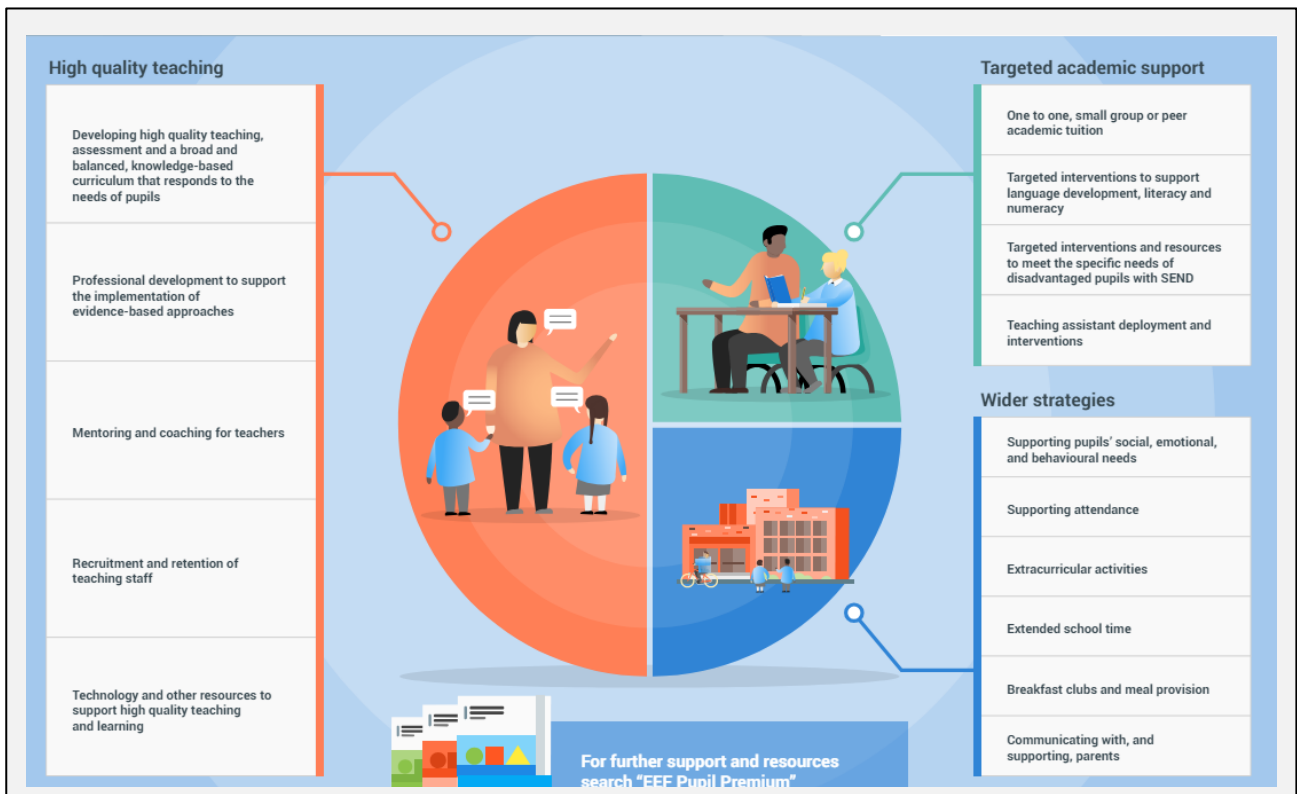 High quality teaching
Developing high quality teaching,
assessment and a broad and
balanced, knowledge-based
curriculum that responds to the
needs of pupils
Professional development to support
the implementation of
evidence-based approaches
Mentoring and coaching for teachers
Recruitment and retention of
teaching staff
Technology and other resources to
support high quality teaching
and learning
Targeted academic support
One to one, small group or peer
academic tuition
Targeted interventions to support
language development, literacy and
numeracy
Targeted interventions and resources
to meet the specific needs of
disadvantaged pupils with SEND
Teaching assistant deployment and
interventions
Wider strategies
Supporting pupils’ social, emotional,
and behavioural needs
Supporting attendance
Extracurricular activities
Extended school time
Breakfast clubs and meal provision
Communicating with, and
supporting, parents
For further support and resources
search “EEF Pupil Premium”